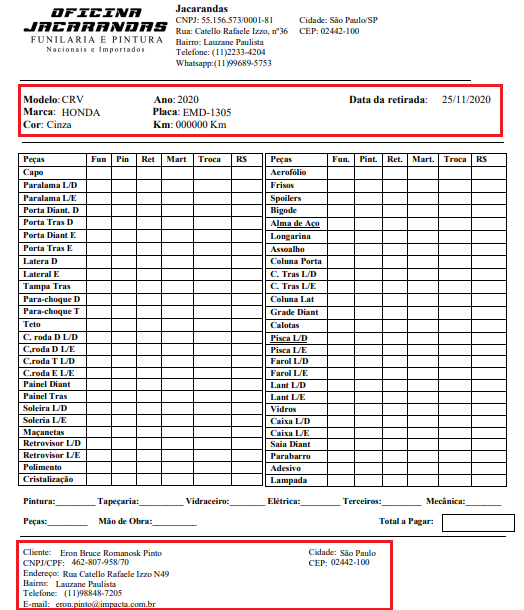 OFICINA
JACARANDAS
FUNILARIA E PINTURA
Nacionais e Importados
Jacarandas
CNPJ: 55.156.573/0001-81 Cidade: São Paulo/SP
Rua: Catello Rafaele Izzo, nº36 CEP: 02442-100
Bairro: Lauzane Paulista
Telefone: (11)2233-4204
Whatsapp:(11)99689-5753
Modelo:CRV Ano:2020 Data da retirada: 25/11/2020
Marca: HONDA Placa: EMD-1305
Cor: Cinza Km: 000000 Km
Peças Fun Pin Ret Mart Troca R$ Peças Fun. Pint. Ret. Mart. Troca R$
Capo Aerofólio
Paralama L/D Frisos
Paralama L/E Spoilers
Porta Diant. D Bigode
Porta Tras D Alma de Aço
Porta Diant E Longarina
Porta Tras E Assoalho
Latera D Coluna Porta
Lateral E C. Tras L/D
Tampa Tras C. Tras L/E
Para-choque D Coluna Lat
Para-choque T Grade Diant
Teto Calotas
C. roda D L/D Pisca L/D
C,roda D L/E Pisca L/E
C.roda T L/D Farol L/D
C.roda E L/E Farol L/E
Painel Diant Lant L/D
Painel Tras Lant L/E
Soleira L/D Vidros
Soleria L/E Caixa L/D
Maçanetas Caixa L/E
Retrovisor L/D Saia Diant
Retrovisor L/E Parabarro
Polimento Adesivo
Cristalização Lampada
Pintura:________ Tapeçaria:________ Vidraceiro:_______ Elétrica:________ Terceiros:_______ Mecânica:_______
Peças:________ Mão de Obra:_________ Total a Pagar:
Cliente: Eron Bruce Romanosk Pinto Cidade: São Paulo
CNPJ/CPF: 462-807-958/70 CEP: 02442-100
Endereço: Rua Catello Rafaele Izzo N49
Bairro: Lauzane Paulista
Telefone: (11)98848-7205
E-mail: eron.pinto@impacta.com.br